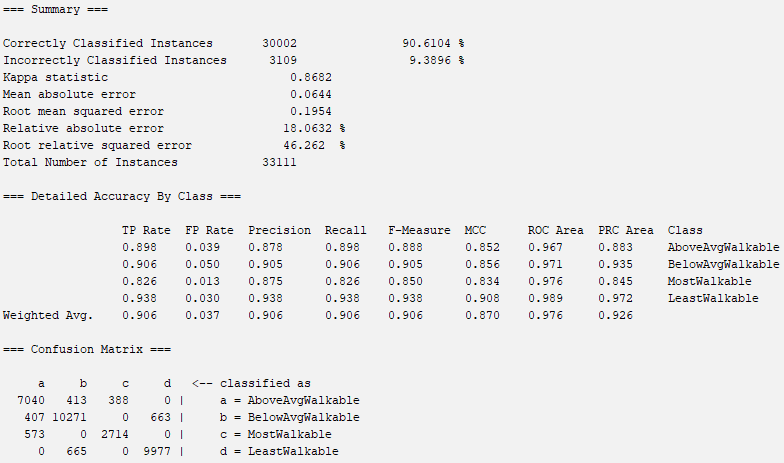 === Summary ===
Correctly Classified Instances 30002 90.6104 %
Incorrectly Classified Instances 3109 9.3896 %
Kappa statistic 0.8682
Mean absolute error 0.0644
Root mean squared error 0.1954
Relative absolute error 18.0632 %
Root relative squared error 46.262 %
Total Number of Instances 33111
=== Detailed Accuracy By Class ===
TP Rate FP Rate Precision Recall F-Measure MCC ROC Area PRC Area Class
0.898 0.039 0.878 0.898 0.888 0.852 0.967 0.883 AboveAvgWalkable
0.906 0.050 0.905 0.906 0.905 0.856 0.971 0.935 BelowAvgWalkable
0.826 0.013 0.875 0.826 0.850 0.834 0.976 0.845 MostWalkable
0.938 0.030 0.938 0.938 0.938 0.908 0.989 0.972 LeastWalkable
Weighted Avg. 0.906 0.037 0.906 0.906 0.906 0.870 0.976 0.926
=== Confusion Matrix ===
a b c d <-- classified as
7040 413 388 0 | a = AboveAvgWalkable
407 10271 0 663 | b = BelowAvgWalkable
573 0 2714 0 | c = MostWalkable
0 665 0 9977 | d = LeastWalkable